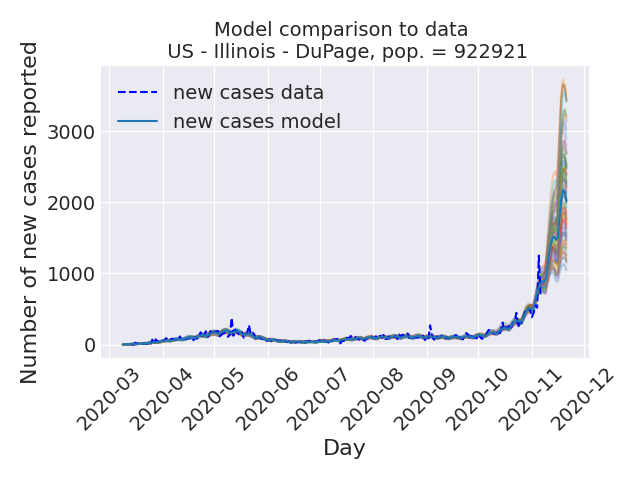 Model comparison to data
US - Illinois - DuPage, pop. = 922921
new cases data
new cases model
Number of new cases reported
3000
2000
1000
0
2020-03
2020-04
2020-05
2020-06
2020-07
2020-08
2020-09
2020-10
2020-11
2020-12
Day